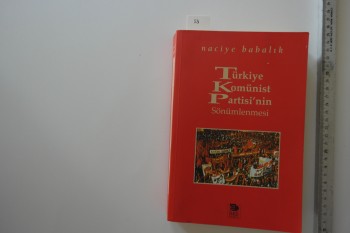 naciye babalık
Türkiye
Komünist
Partisi'nin
Sönümlenmesi